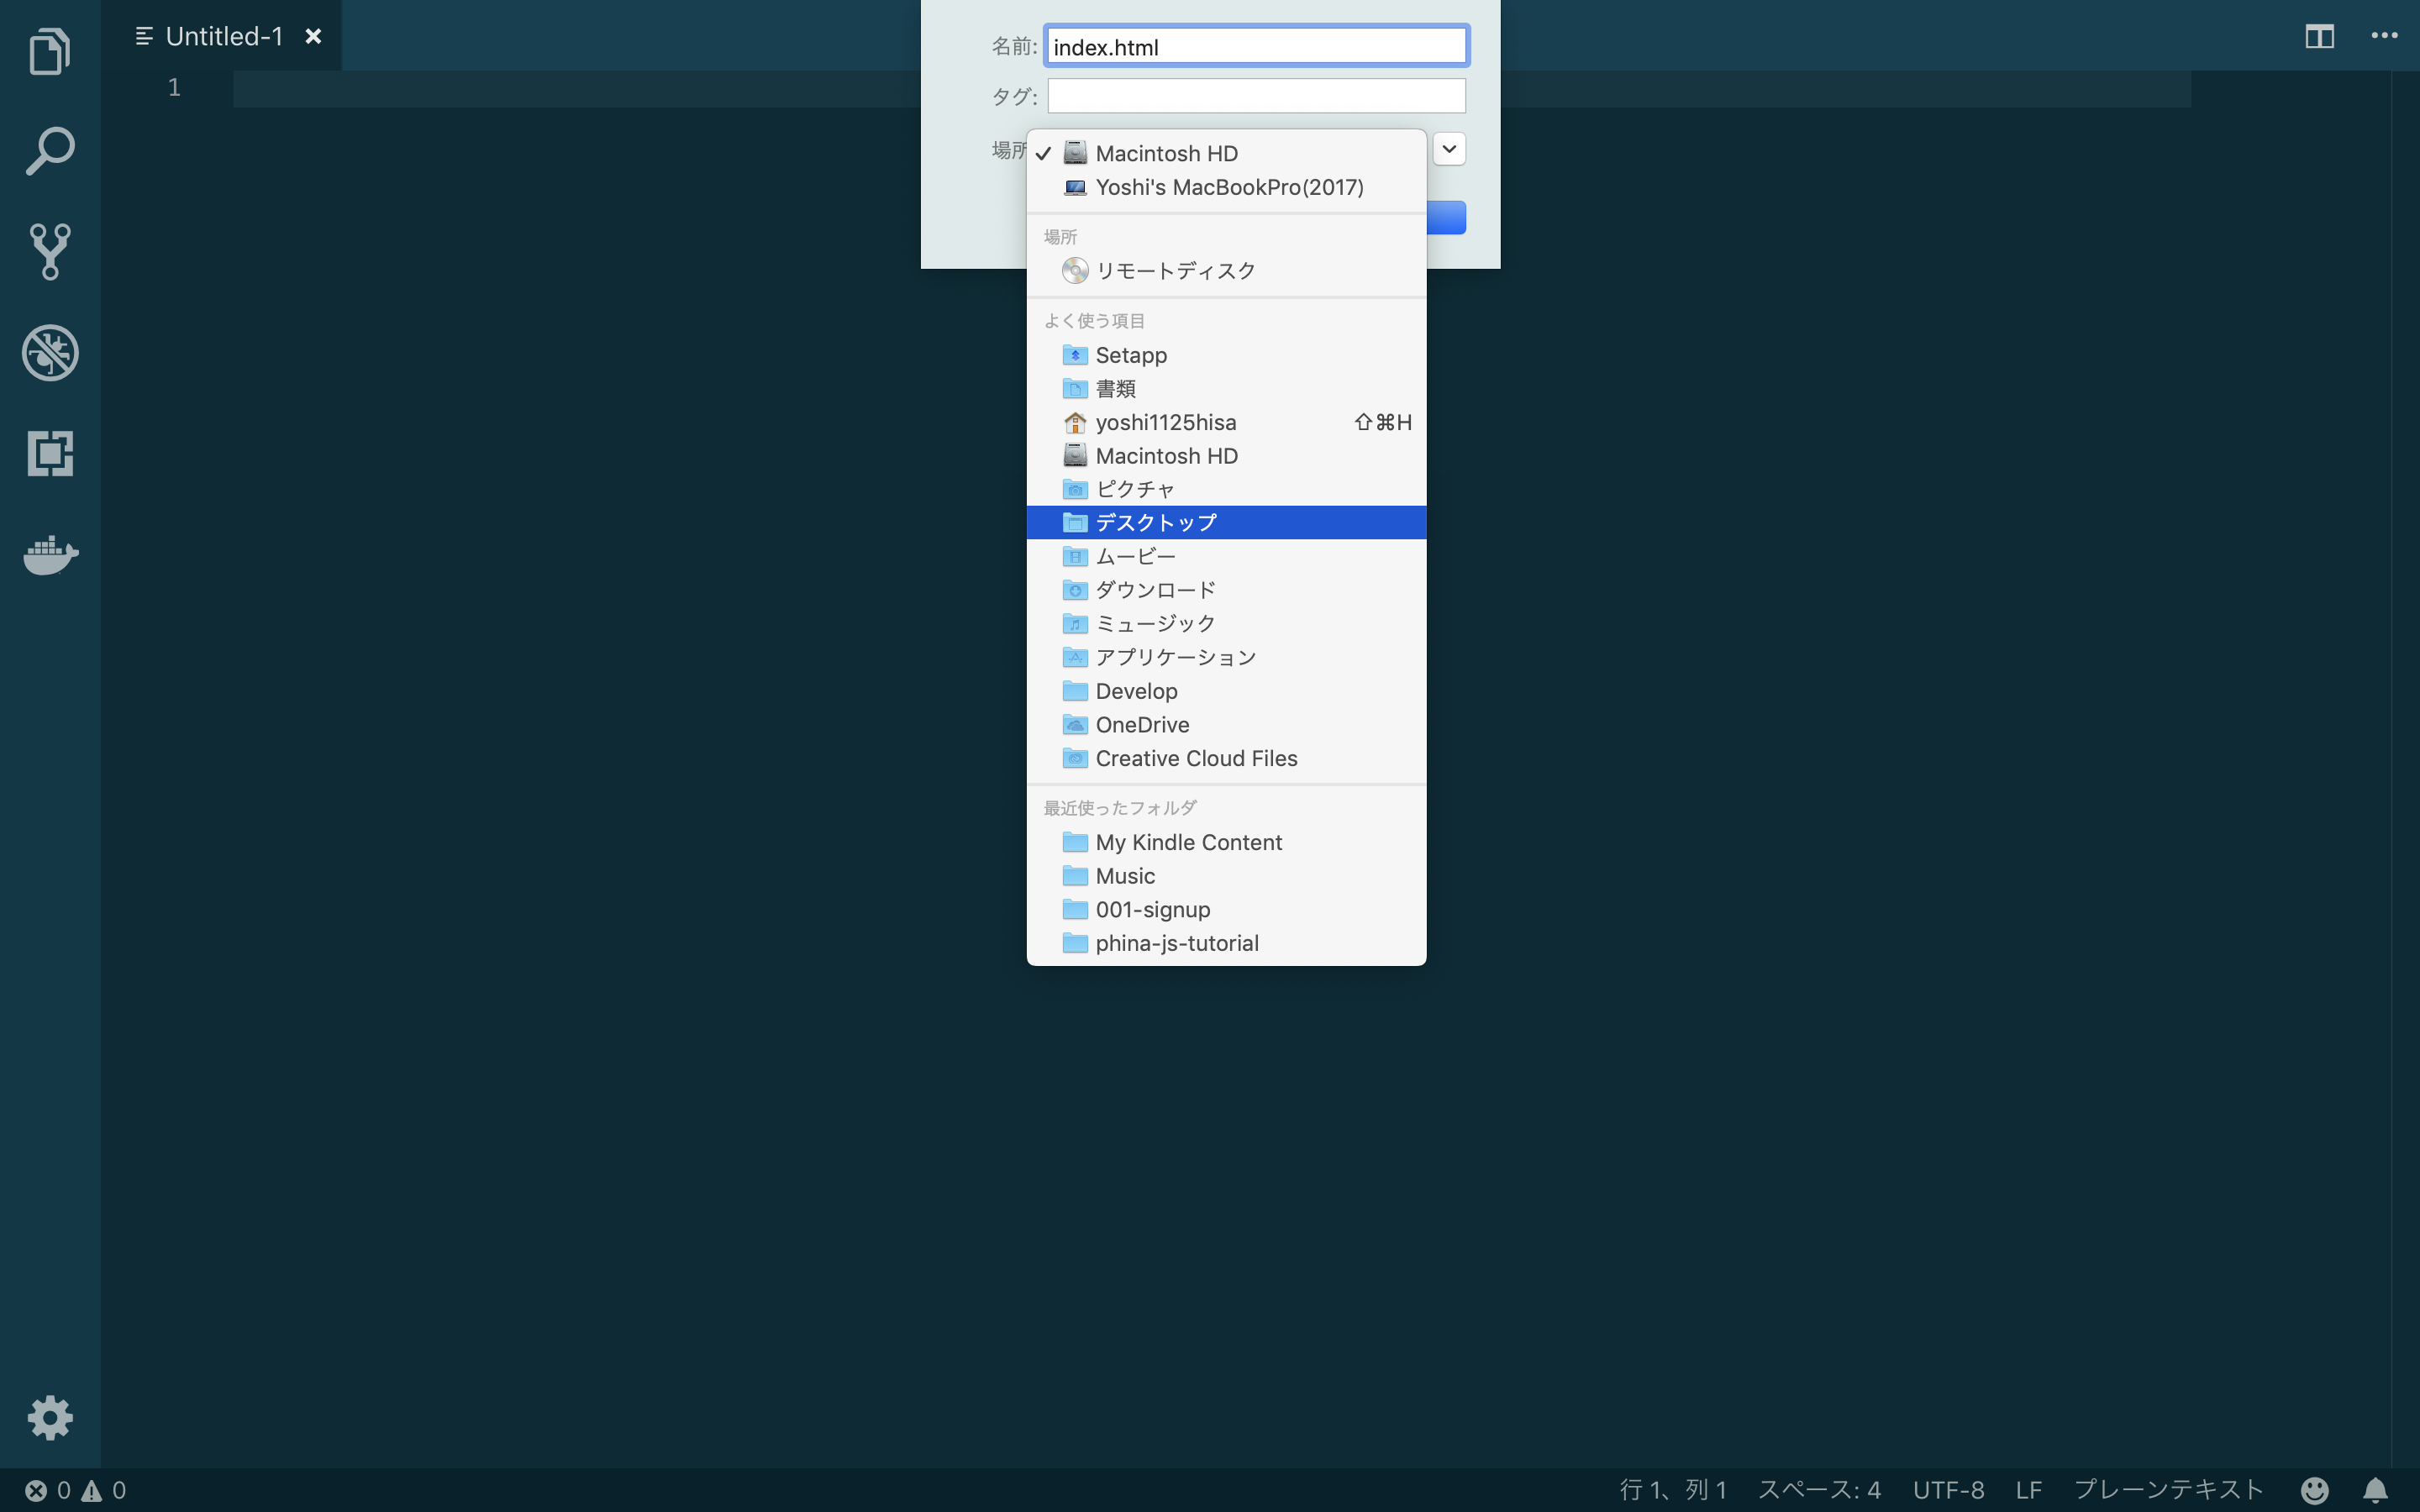 Untitled-1
1
名前: index.html
タグ:
場所
Macintosh HD
Yoshi's MacBookPro(2017)
場所
リモートディスク
よく使う項目
Setapp
書類
yoshi1125hisa ⇧⌘H
Macintosh HD
ピクチャ
デスクトップ
ムービー
ダウンロード
ミュージック
アプリケーション
Develop
OneDrive
Creative Cloud Files
最近使ったフォルダ
My Kindle Content
Music
001-signup
phina-js-tutorial
0 0 行 1、列 1 スペース: 4 UTF-8 LF プレーンテキスト